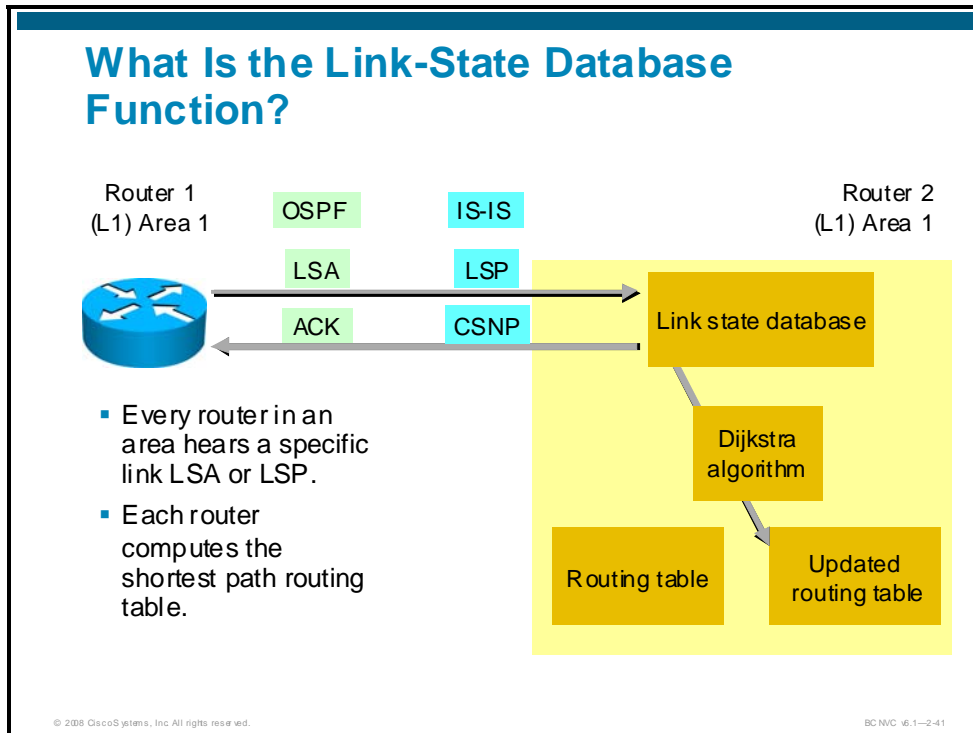 What Is the Link-State Database
Function?
Router 1
(L1) Area 1
OSPF
IS-IS
Router 2
(L1) Area 1
LSA
LSP
ACK
CSNP
Link state database
Dijkstra
algorithm
Routing table
Updated
routing table
▪ Every router in an
area hears a specific
link LSA or LSP.
▪ Each router
computes the
shortest path routing
table.
© 2008 Cisco Systems, Inc. All rights reserved.
BCNVC v6.1—2-41